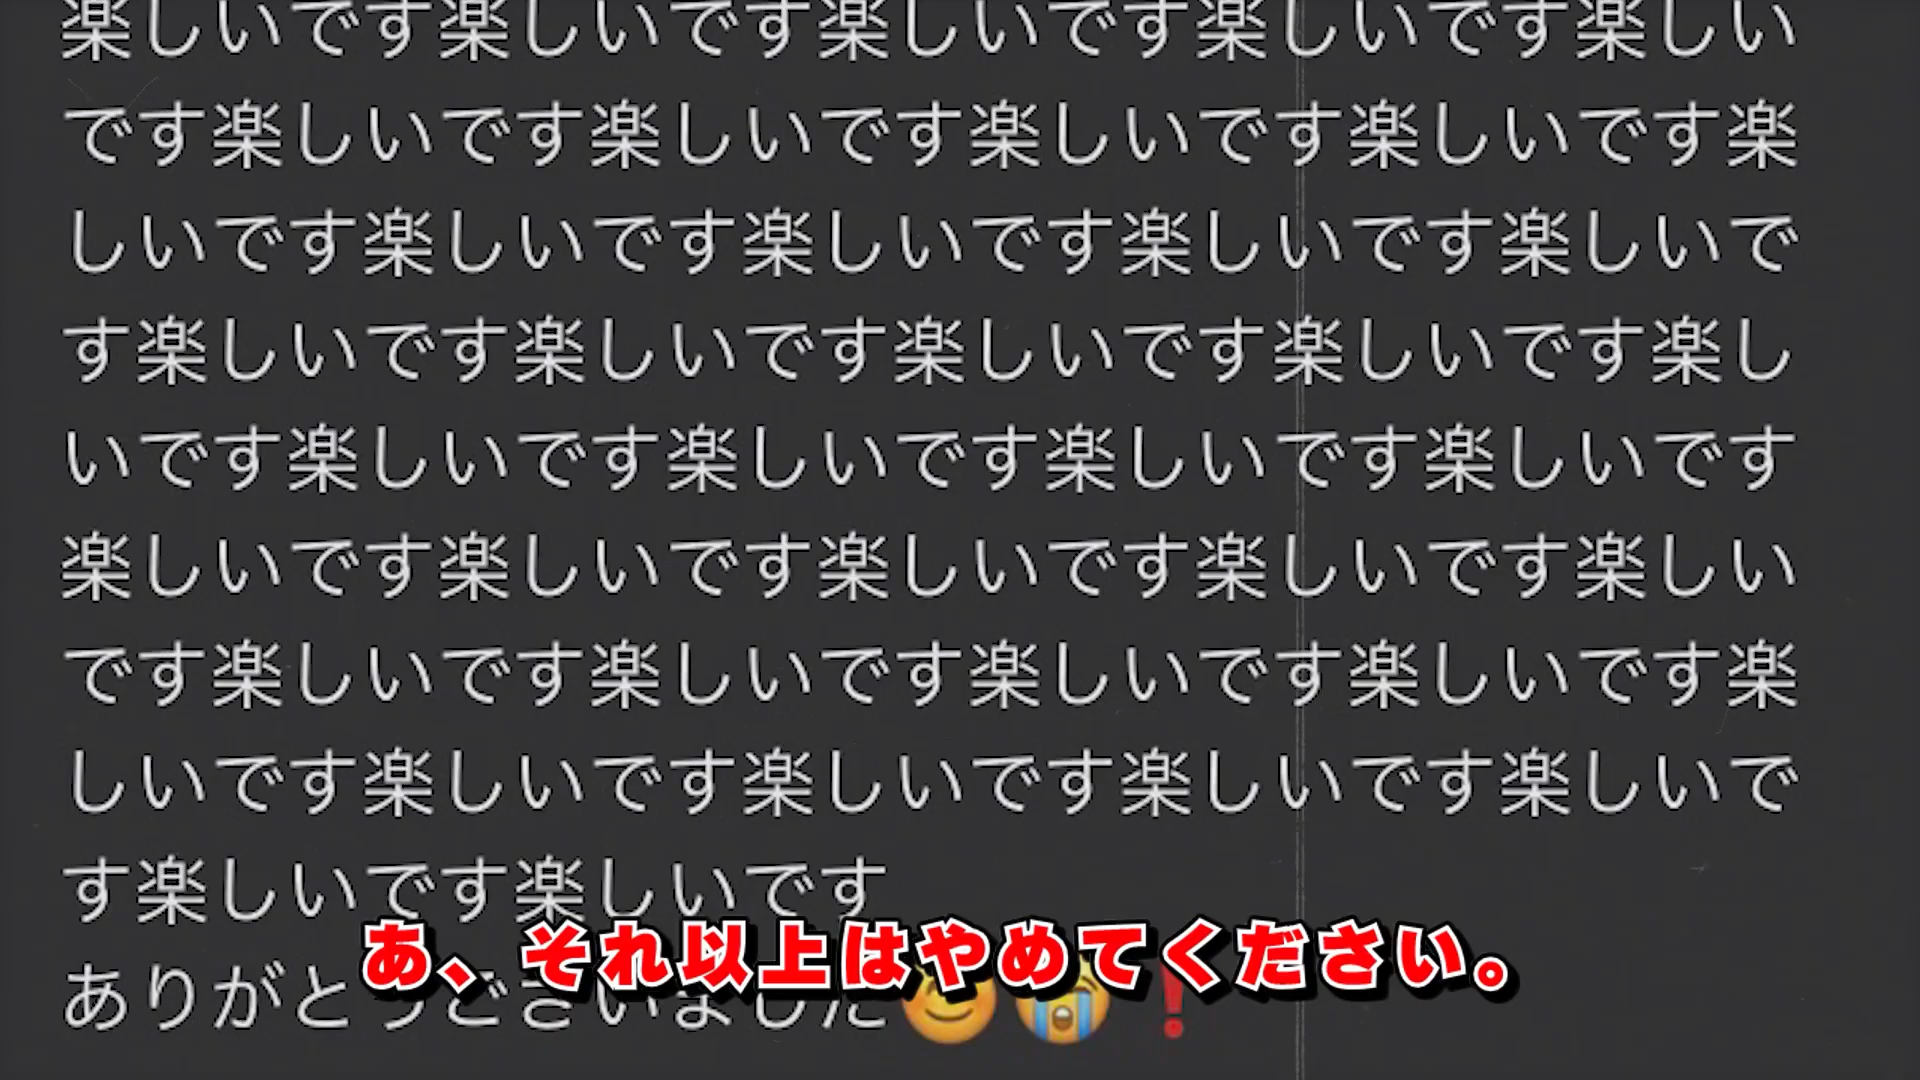 楽しいです楽しいです楽しいです楽しいです楽しい
です楽しいです楽しいです楽しいです楽しいです楽
しいです楽しいです楽しいです楽しいです楽しいで
す楽しいです楽しいです楽しいです楽しいです楽し
いです楽しいです楽しいです楽しいです楽しいです
楽しいです楽しいです楽しいです楽しいです楽しい
です楽しいです楽しいです楽しいです楽しいです楽
しいです楽しいです楽しいです楽しいです楽しいで
す楽しいです楽しいです
あ、それ以上はやめてください。
ありがとうございました😊😭❗